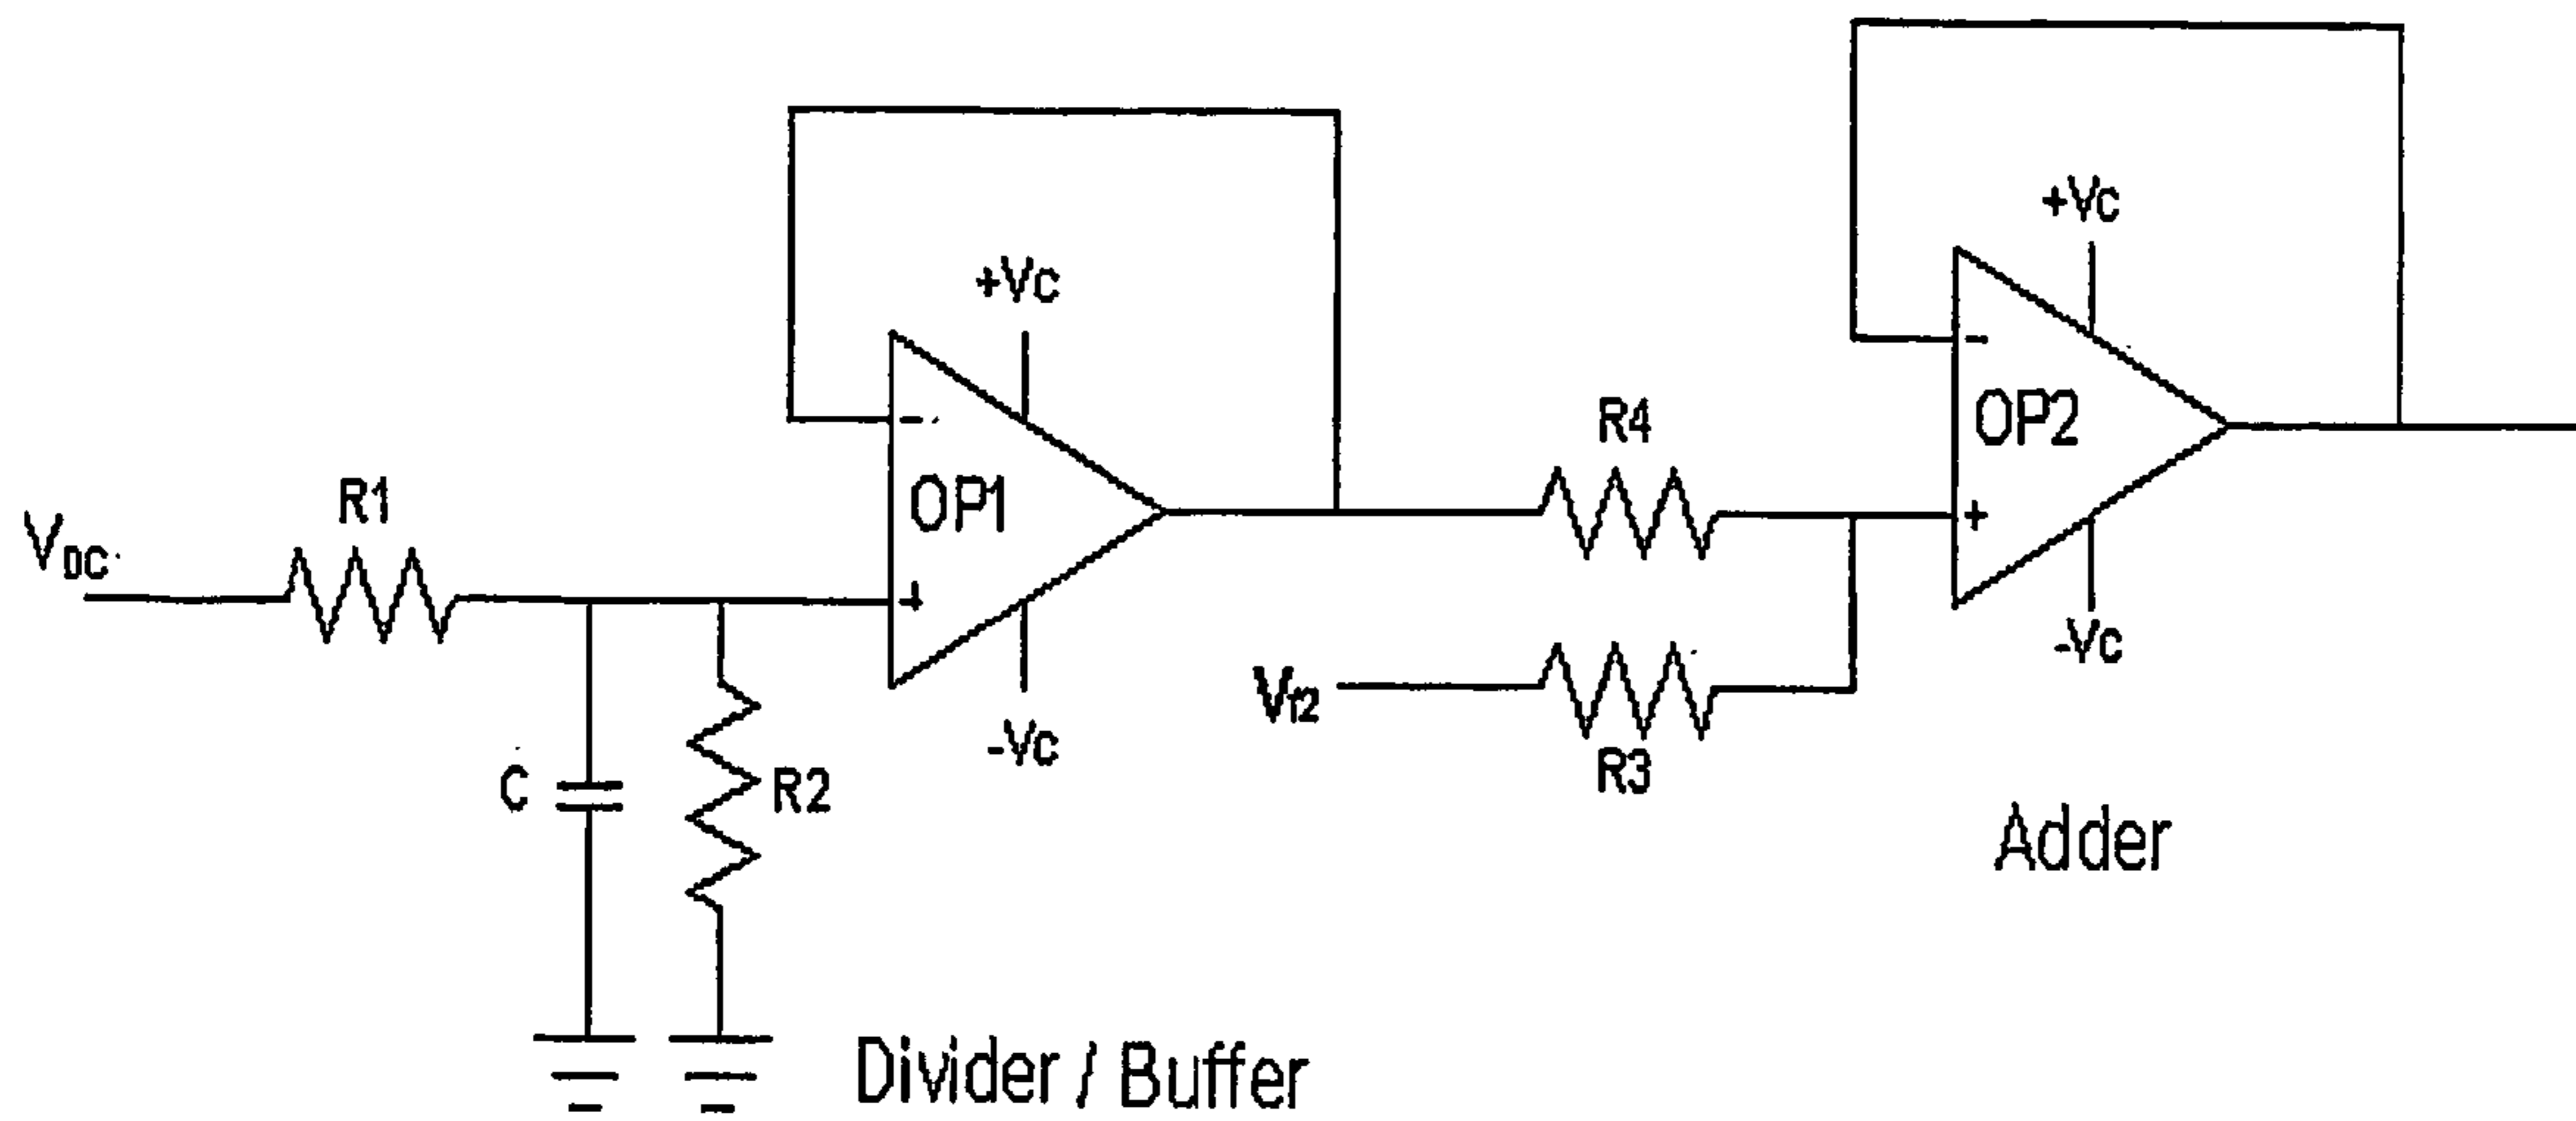 +Vc
-
OP2
+
-Vc
+Vc
-
OP1
+
-Vc
R4
R1
VDC
Vf2
R3
C
R2
Adder
Divider / Buffer